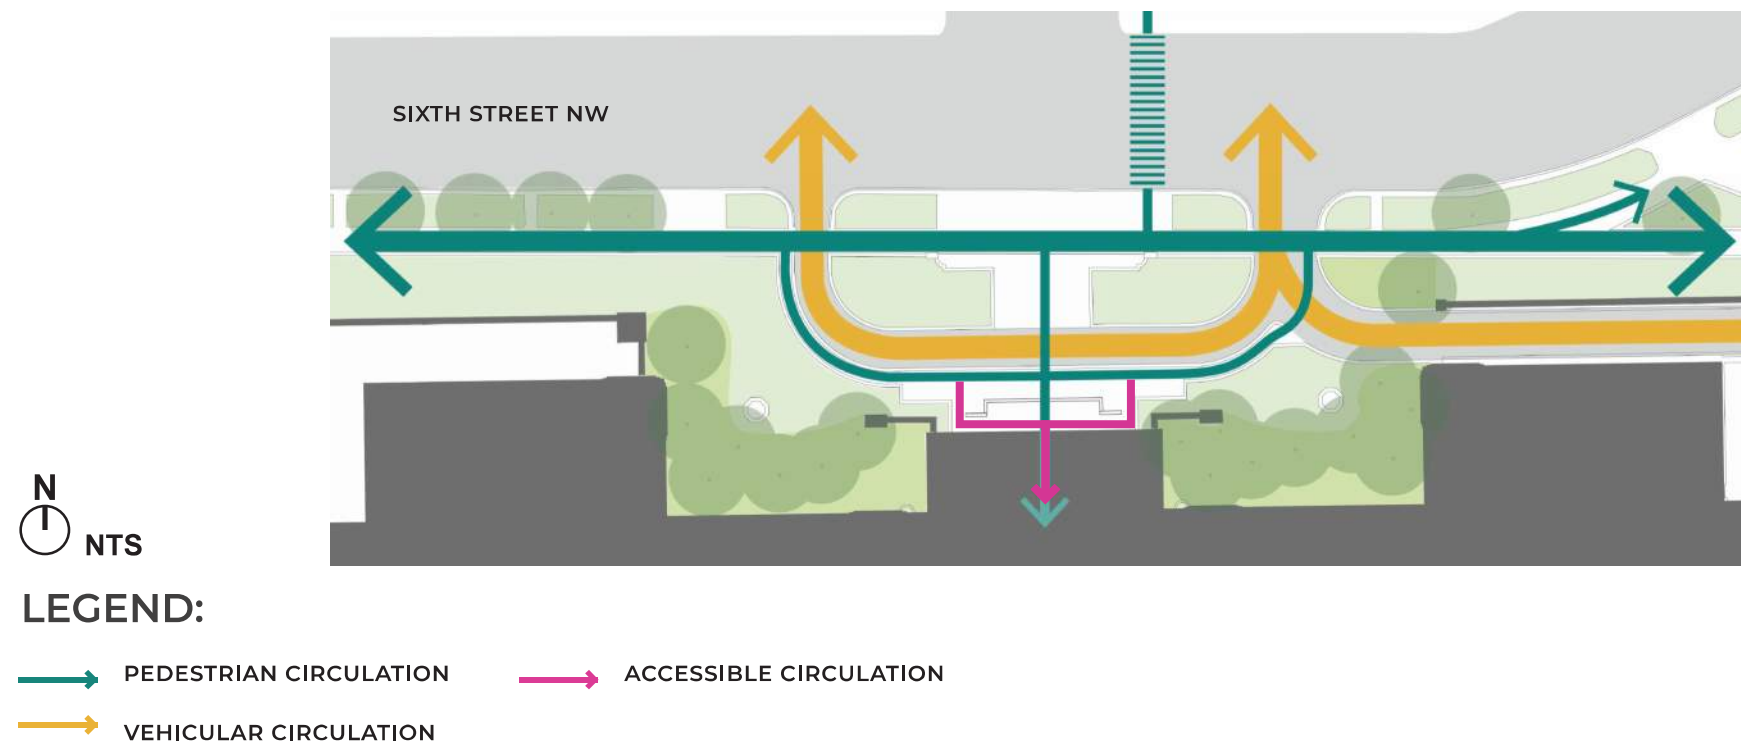 SIXTH STREET NW
N
NTS
LEGEND:
PEDESTRIAN CIRCULATION
ACCESSIBLE CIRCULATION
VEHICULAR CIRCULATION